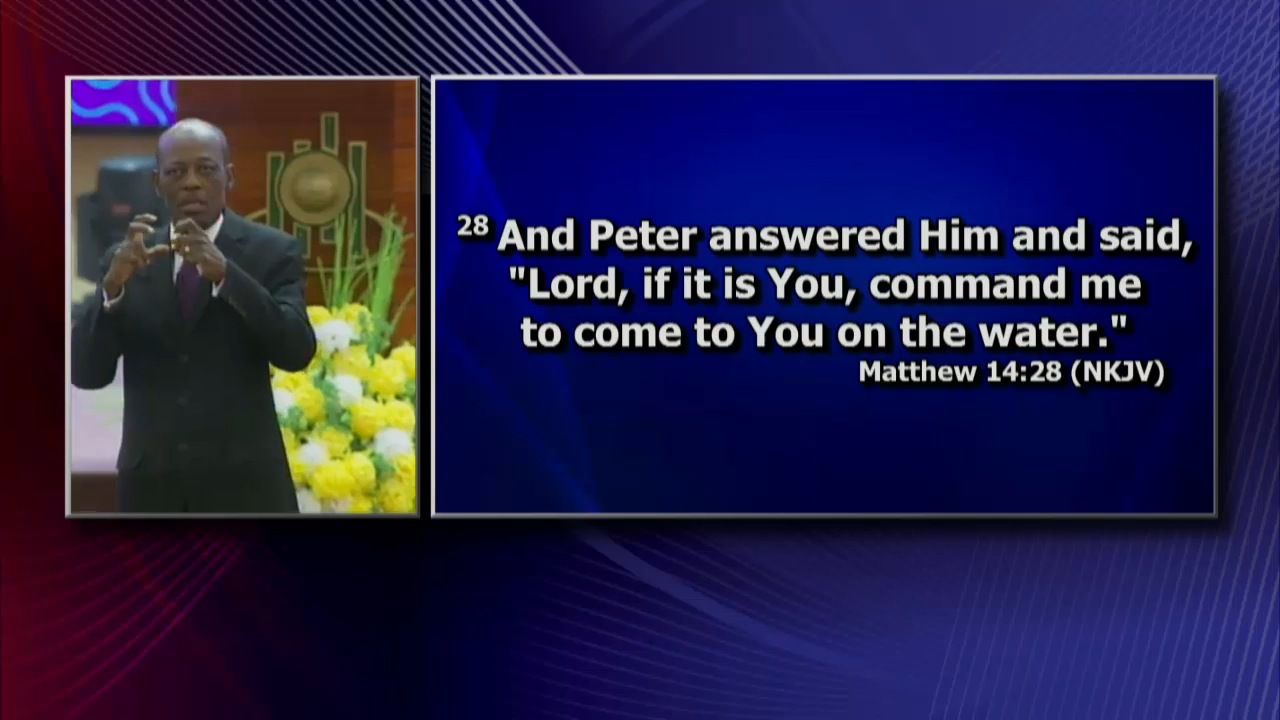 28 And Peter answered Him and said,
"Lord, if it is You, command me
to come to You on the water."
Matthew 14:28 (NKJV)